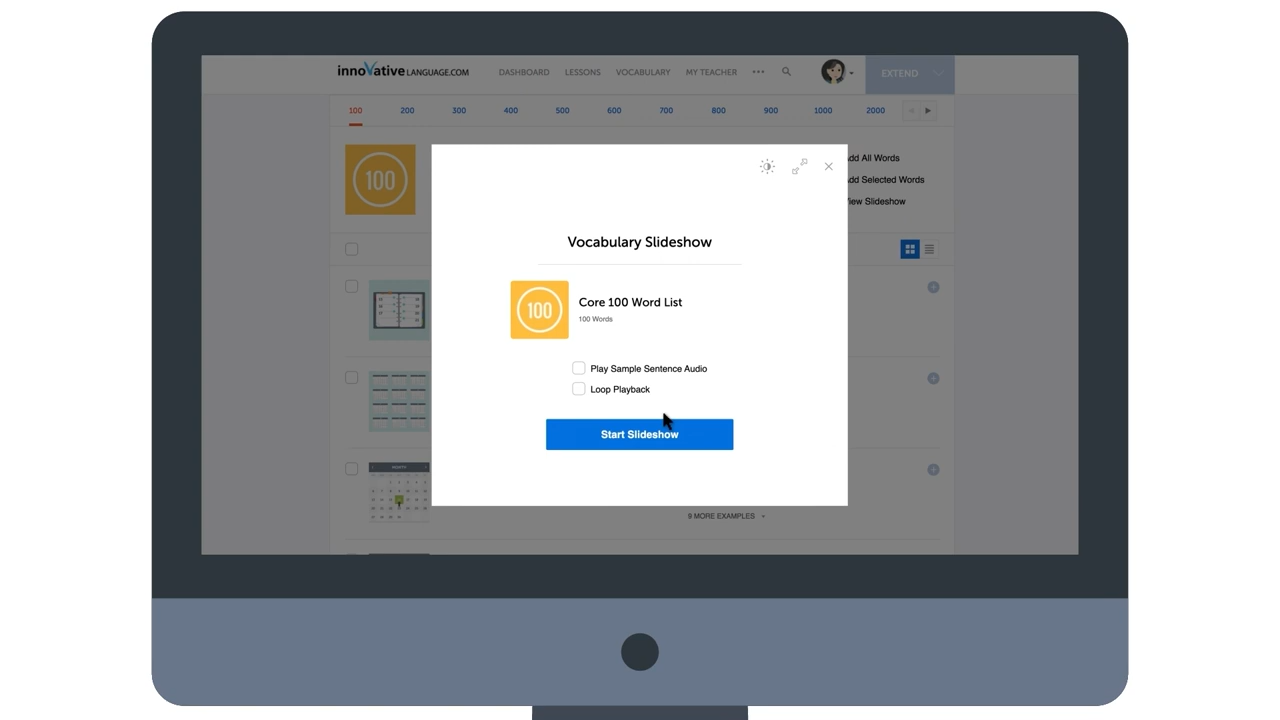 innoVative LANGUAGE.COM DASHBOARD LESSONS VOCABULARY MY TEACHER ••• EXTEND
100 200 300 400 500 600 700 800 900 1000 2000
100
dd All Words
dd Selected Words
iew Slideshow
Vocabulary Slideshow
100
Core 100 Word List
100 Words
Play Sample Sentence Audio
Loop Playback
Start Slideshow
9 MORE EXAMPLES